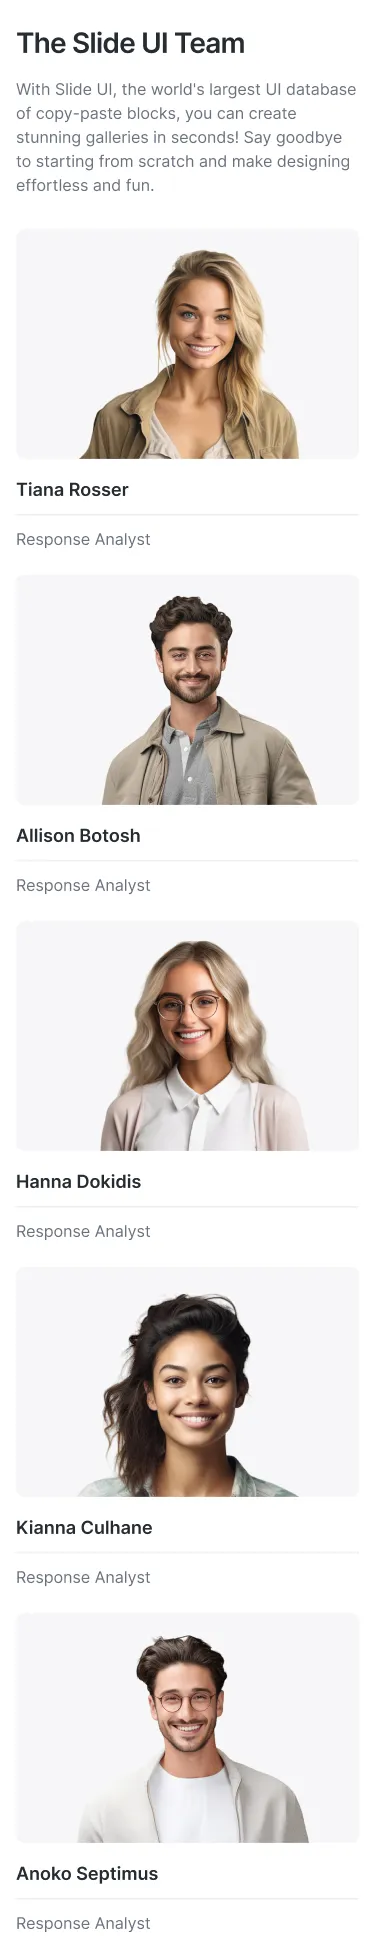 The Slide UI Team
With Slide UI, the world's largest UI database
of copy-paste blocks, you can create
stunning galleries in seconds! Say goodbye
to starting from scratch and make designing
effortless and fun.
Tiana Rosser
Response Analyst
Allison Botosh
Response Analyst
Hanna Dokidis
Response Analyst
Kianna Culhane
Response Analyst
Anoko Septimus
Response Analyst